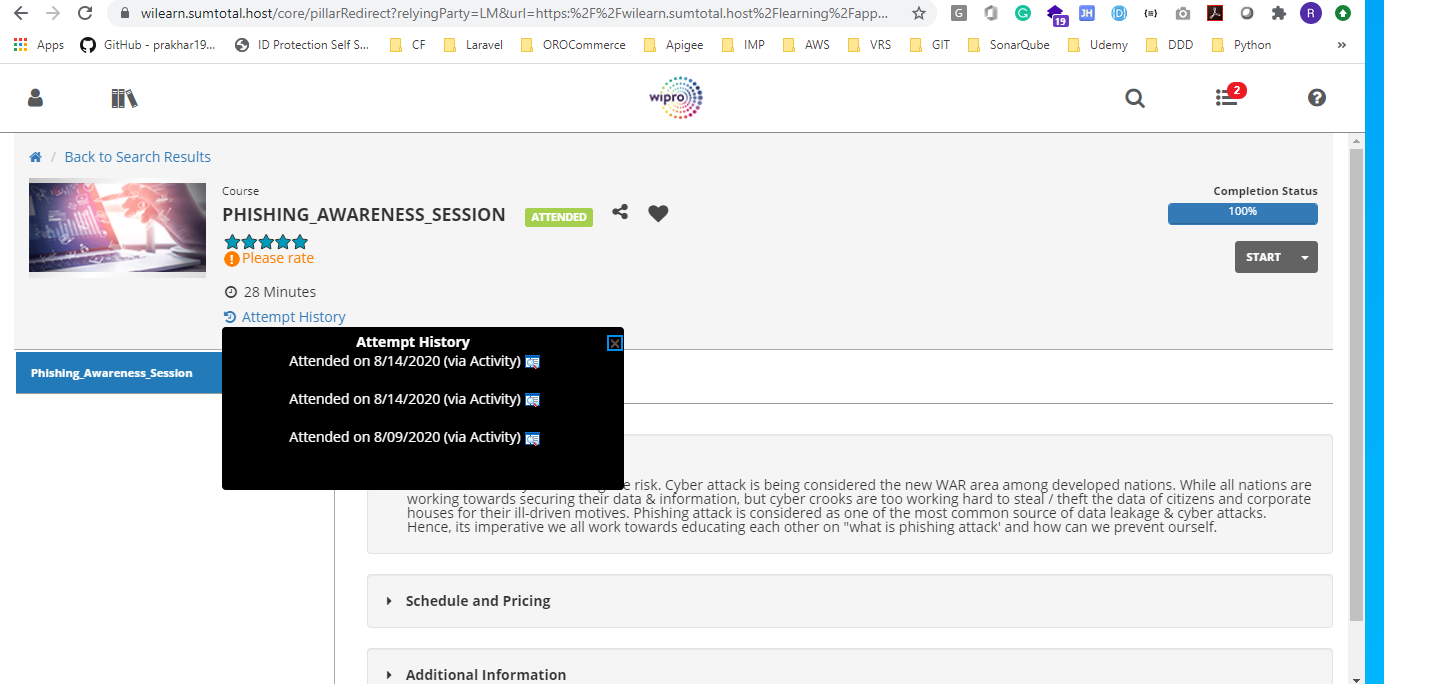 wilearn.sumtotal.host/core/pillarRedirect?relyingParty=LM&url=https:%2F%2Fwilearn.sumtotal.host%2Flearning%2Fapp...
G
19
JH
{D}
{≡}
R
Apps
GitHub - prakhar19...
ID Protection Self S...
CF
Laravel
OROCommerce
Apigee
IMP
AWS
VRS
GIT
SonarQube
Udemy
DDD
Python
»
wipro
2
/ Back to Search Results
Course
PHISHING_AWARENESS_SESSION
ATTENDED
Please rate
28 Minutes
Attempt History
Completion Status
100%
START
Attempt History
Attended on 8/14/2020 (via Activity)
Attended on 8/14/2020 (via Activity)
Attended on 8/09/2020 (via Activity)
Phishing_Awareness_Session
risk. Cyber attack is being considered the new WAR area among developed nations. While all nations are
working towards securing their data & information, but cyber crooks are too working hard to steal / theft the data of citizens and corporate
houses for their ill-driven motives. Phishing attack is considered as one of the most common source of data leakage & cyber attacks.
Hence, its imperative we all work towards educating each other on "what is phishing attack' and how can we prevent ourself.
Schedule and Pricing
Additional Information